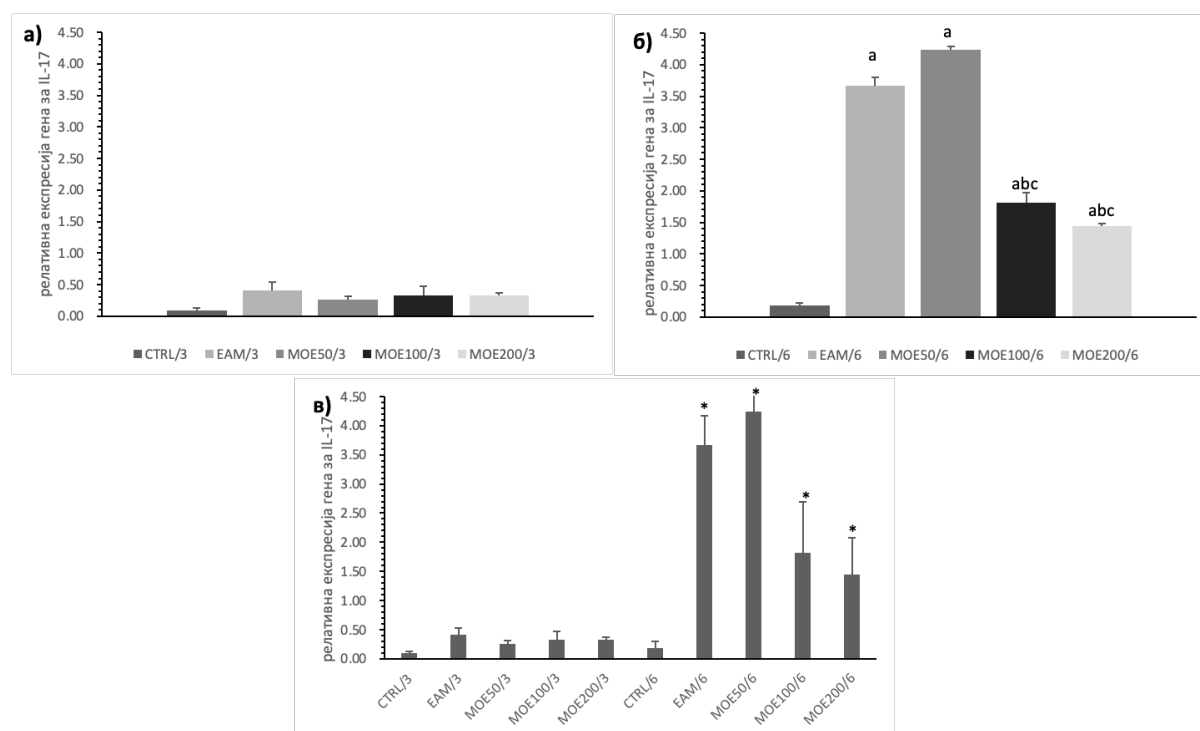 а)
релативна експресија гена за IL-17
4.50
4.00
3.50
3.00
2.50
2.00
1.50
1.00
0.50
0.00
CTRL/3 EAM/3 MOE50/3 MOE100/3 MOE200/3
б)
релативна експресија гена за IL-17
4.50
4.00
3.50
3.00
2.50
2.00
1.50
1.00
0.50
0.00
a
a
abc
abc
CTRL/6 EAM/6 MOE50/6 MOE100/6 MOE200/6
в)
релативна експресија гена за IL-17
4.50
4.00
3.50
3.00
2.50
2.00
1.50
1.00
0.50
0.00
*
*
*
*
CTRL/3
EAM/3
MOE50/3
MOE100/3
MOE200/3
CTRL/6
EAM/6
MOE50/6
MOE100/6
MOE200/6